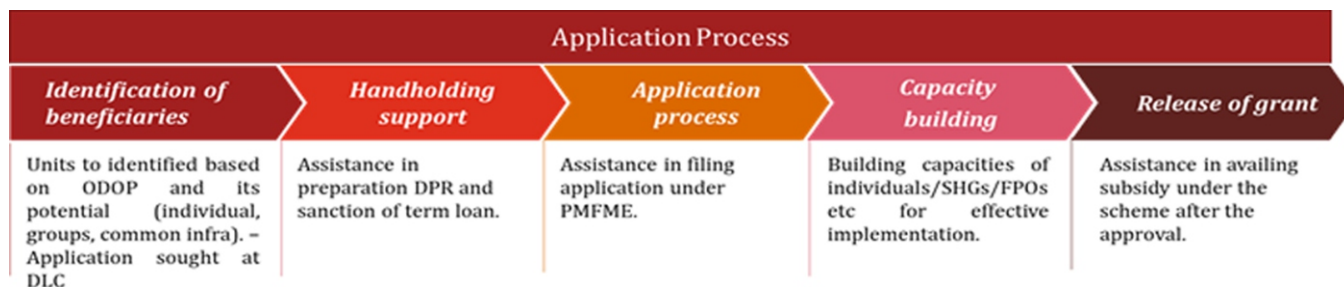 Application Process
Identification of
beneficiaries
Handholding
support
Application
process
Capacity
building
Release of grant
Units to identified based
on ODOP and its
potential (individual,
groups, common infra). –
Application sought at
DLC
Assistance in
preparation DPR and
sanction of term loan.
Assistance in filing
application under
PMFME.
Building capacities of
individuals/SHGs/FPOs
etc for effective
implementation.
Assistance in availing
subsidy under the
scheme after the
approval.